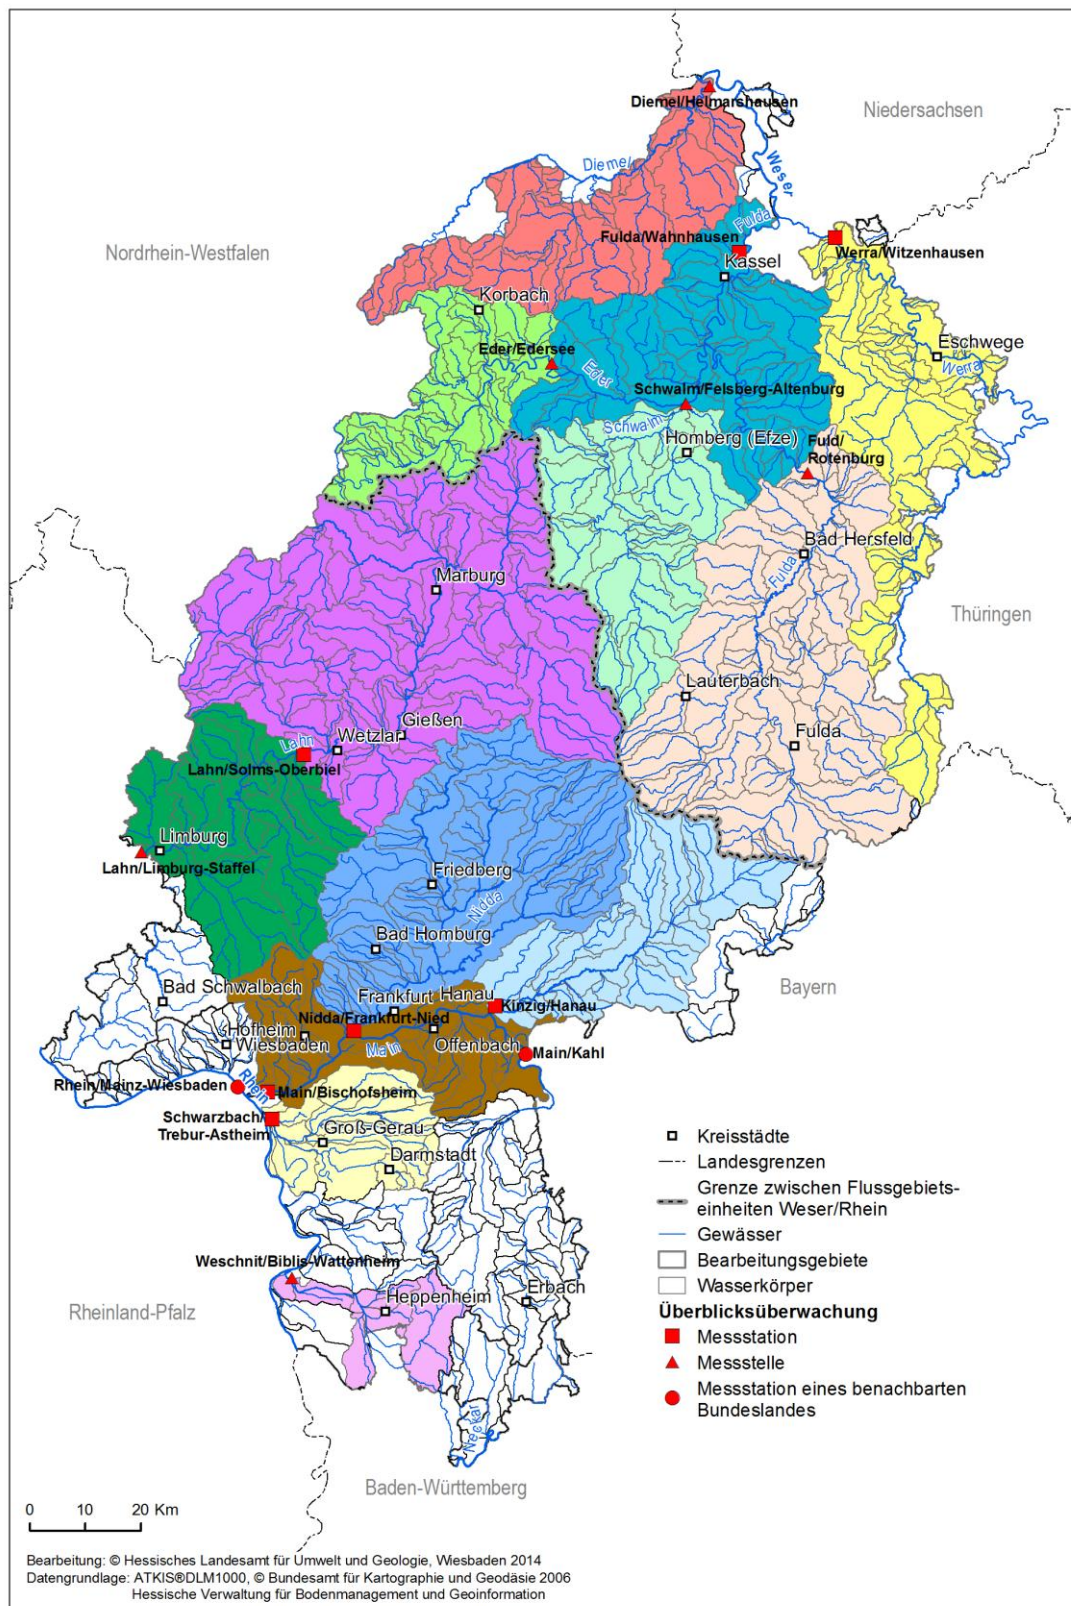 Diemel/Helmarshausen
Niedersachsen
Diemel
Weser
Fulda
Fulda/Wahnhausen
Nordrhein-Westfalen
Werra/Witzenhausen
Kassel
Korbach
Eschwege
Eder/Edersee
Werra
Eder
Schwalm/Felsberg-Altenburg
Schwalm
Homberg (Efze)
Fuld/
Rotenburg
Bad Hersfeld
Fulda
Marburg
Thüringen
Lauterbach
Gießen
Fulda
Lahn
Wetzlar
Lahn/Solms-Oberbiel
Limburg
Lahn/Limburg-Staffel
Friedberg
Nidda
Bad Homburg
Bad Schwalbach
Bayern
Frankfurt
Hanau
Kinzig/Hanau
Nidda/Frankfurt-Nied
Hofheim
Wiesbaden
Offenbach
Main
Main/Kahl
Rhein
Rhein/Mainz-Wiesbaden
Main/Bischofsheim
Schwarzbach/
Trebur-Astheim
Groß-Gerau
Darmstadt
Weschnit/Biblis-Wattenheim
Heppenheim
Erbach
Rheinland-Pfalz
Neckar
Baden-Württemberg
Kreisstädte
Landesgrenzen
Grenze zwischen Flussgebiets-
einheiten Weser/Rhein
Gewässer
Bearbeitungsgebiete
Wasserkörper
Überblicksüberwachung
Messstation
Messstelle
Messstation eines benachbarten
Bundeslandes
0 10 20 Km
Bearbeitung: © Hessisches Landesamt für Umwelt und Geologie, Wiesbaden 2014
Datengrundlage: ATKIS®DLM1000, © Bundesamt für Kartographie und Geodäsie 2006
Hessische Verwaltung für Bodenmanagement und Geoinformation